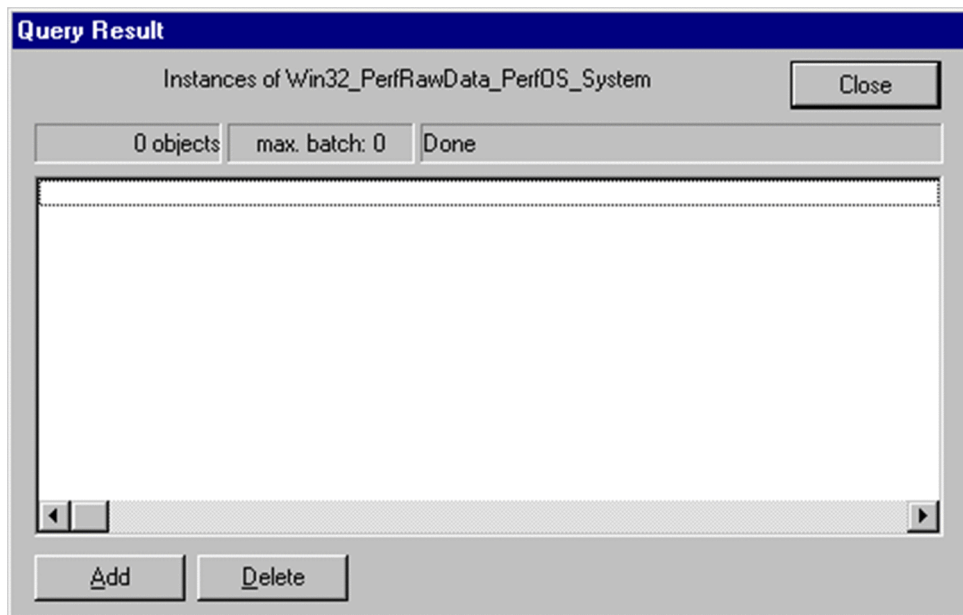 Query Result
Instances of Win32_PerfRawData_PerfOS_System
Close
0 objects
max. batch: 0
Done
Add
Delete